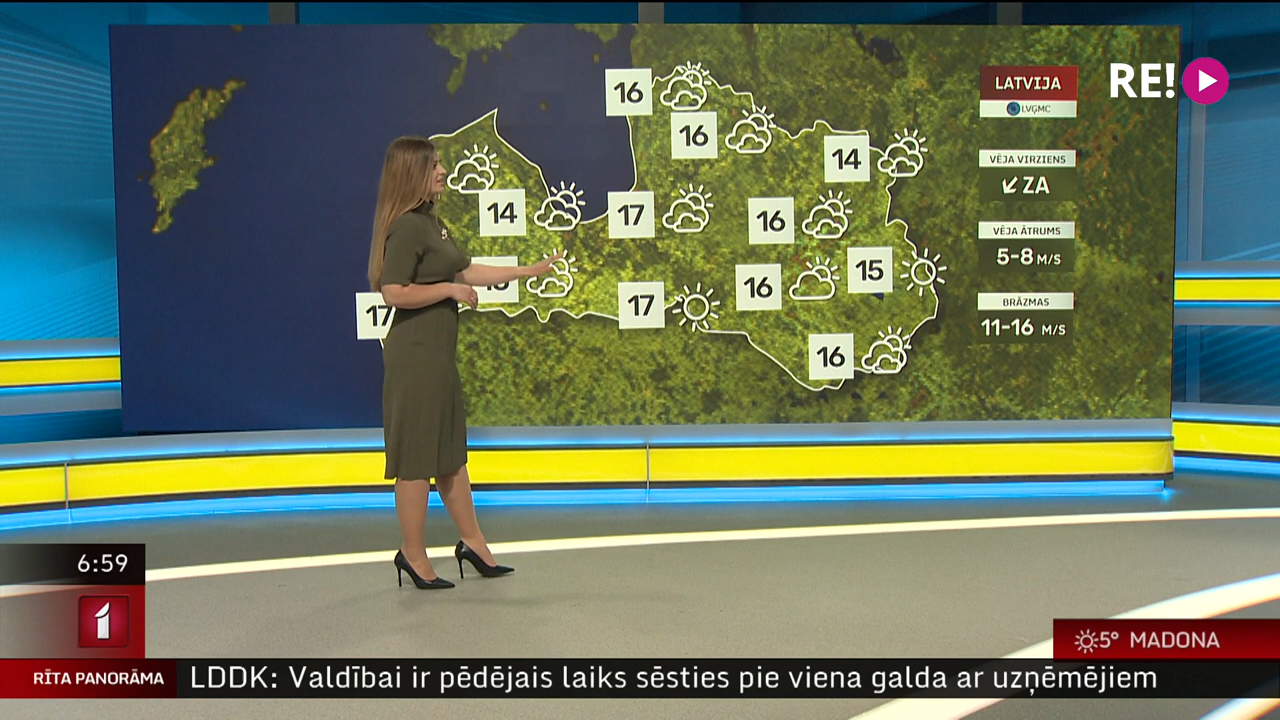 RE!
LATVIJA
LVĢMC
VĒJA VIRZIENS
ZA
VĒJA ĀTRUMS
5-8 M/S
BRĀZMAS
11-16 M/S
16
16
14
14
17
16
15
16
17
17
16
6:59
1
5° MADONA
RĪTA PANORĀMA
LDDK: Valdībai ir pēdējais laiks sēsties pie viena galda ar uzņēmējiem